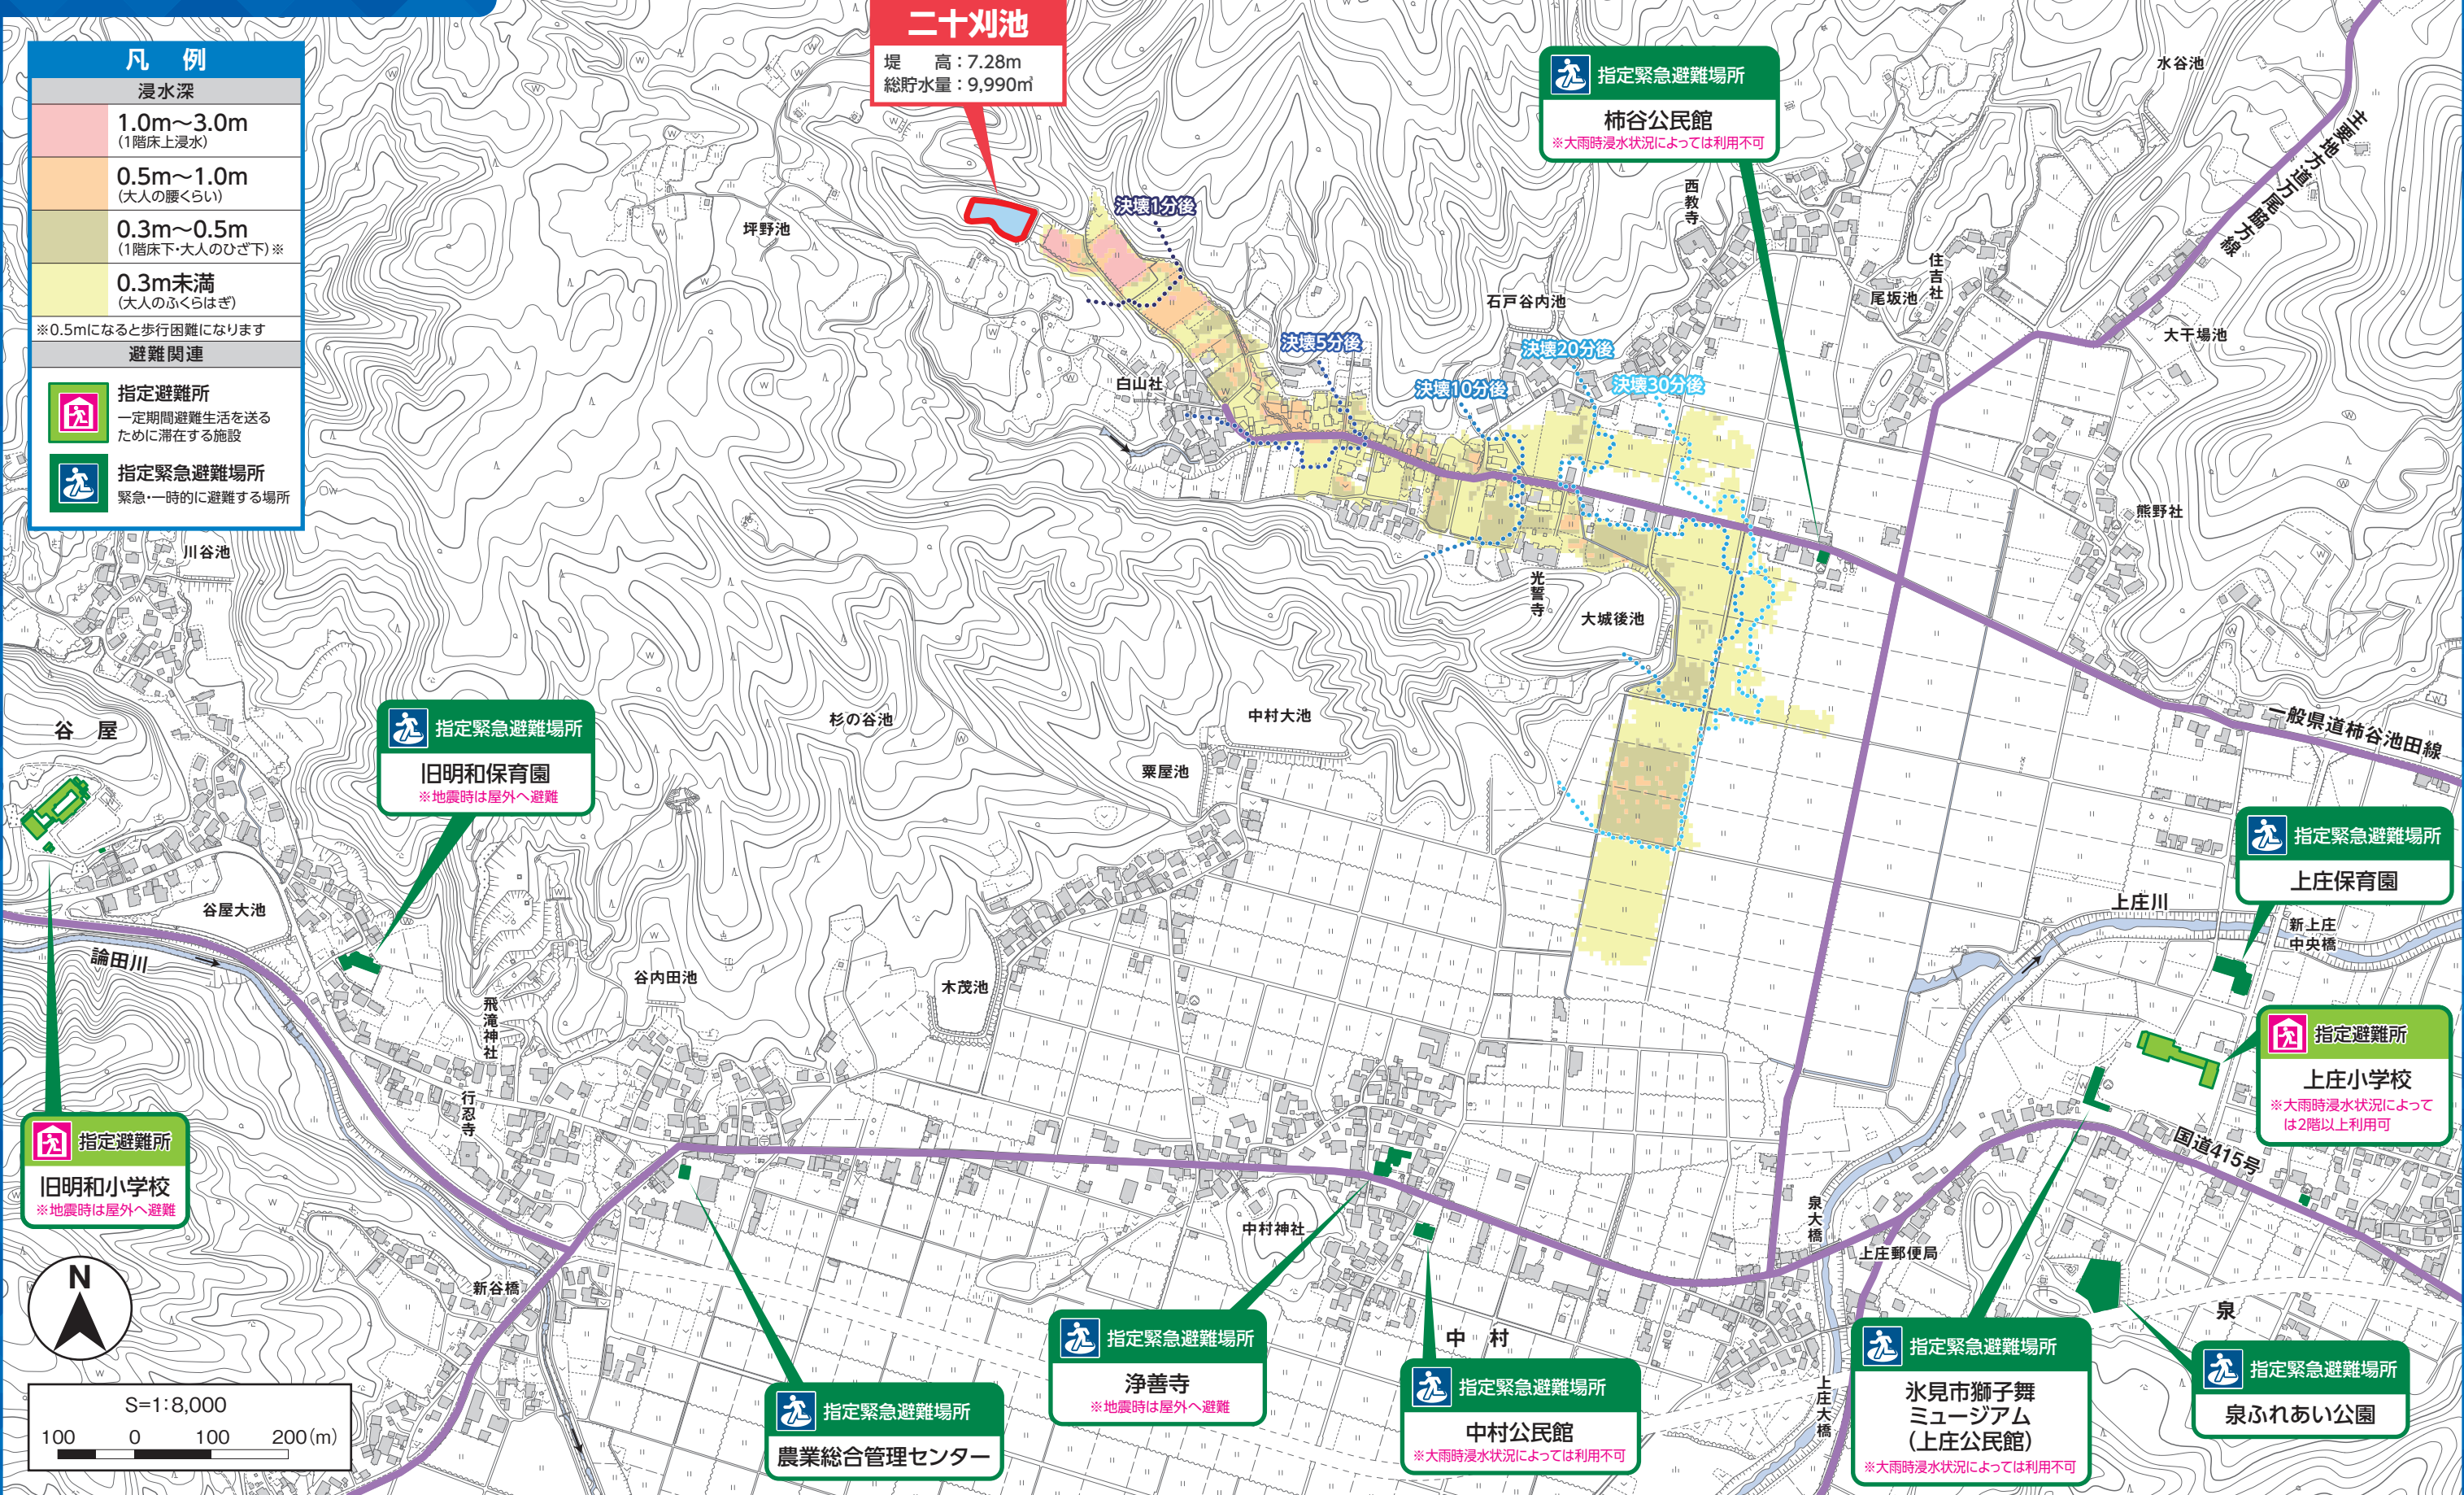 凡 例
浸水深
1.0m～3.0m
(1階床上浸水)
0.5m～1.0m
(大人の腰くらい)
0.3m～0.5m
(1階床下・大人のひざ下)※
0.3m未満
(大人のふくらはぎ)
※0.5mになると歩行困難になります
避難関連
指定避難所
一定期間避難生活を送る
ために滞在する施設
指定緊急避難場所
緊急・一時的に避難する場所
二十刈池
堤 高：7.28m
総貯水量：9,990㎥
指定緊急避難場所
柿谷公民館
※大雨時浸水状況によっては利用不可
水谷池
主要地方道万尾脇方線
西教寺
住吉社
尾坂池
大干場池
石戸谷内池
坪野池
決壊1分後
決壊5分後
決壊10分後
決壊20分後
決壊30分後
白山社
熊野社
川谷池
光誓寺
大城後池
一般県道柿谷池田線
谷 屋
指定緊急避難場所
旧明和保育園
※地震時は屋外へ避難
杉の谷池
中村大池
粟屋池
指定緊急避難場所
上庄保育園
上庄川
新上庄
中央橋
谷屋大池
論田川
谷内田池
木茂池
飛滝神社
行忍寺
指定避難所
上庄小学校
※大雨時浸水状況によって
は2階以上利用可
国道415号
指定避難所
旧明和小学校
※地震時は屋外へ避難
中村神社
泉大橋
上庄郵便局
新谷橋
N
泉
中 村
上庄大橋
指定緊急避難場所
浄善寺
※地震時は屋外へ避難
指定緊急避難場所
中村公民館
※大雨時浸水状況によっては利用不可
指定緊急避難場所
氷見市獅子舞
ミュージアム
(上庄公民館)
※大雨時浸水状況によっては利用不可
指定緊急避難場所
泉ふれあい公園
指定緊急避難場所
農業総合管理センター
S=1:8,000
100 0 100 200(m)